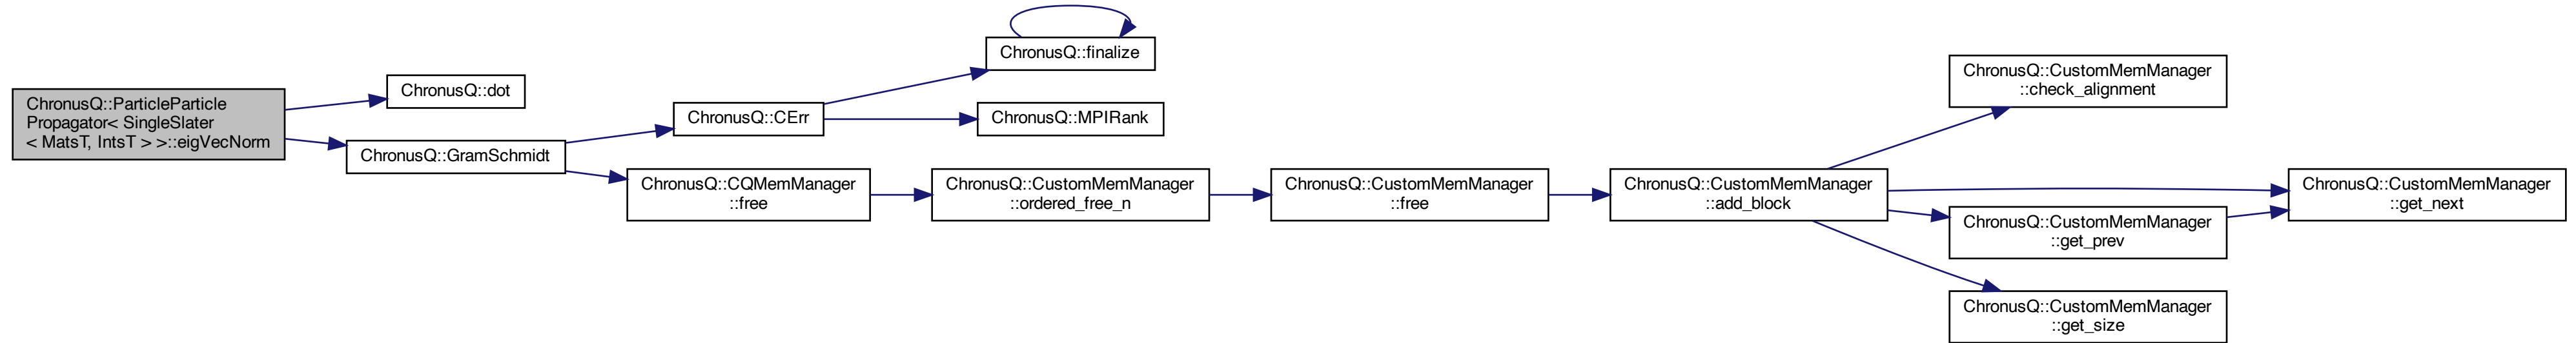 ChronusQ::ParticleParticle
Propagator< SingleSlater
< MatsT, IntsT > >::eigVecNorm
ChronusQ::dot
ChronusQ::GramSchmidt
ChronusQ::CErr
ChronusQ::finalize
ChronusQ::MPIRank
ChronusQ::CQMemManager
::free
ChronusQ::CustomMemManager
::ordered_free_n
ChronusQ::CustomMemManager
::free
ChronusQ::CustomMemManager
::add_block
ChronusQ::CustomMemManager
::check_alignment
ChronusQ::CustomMemManager
::get_next
ChronusQ::CustomMemManager
::get_prev
ChronusQ::CustomMemManager
::get_size